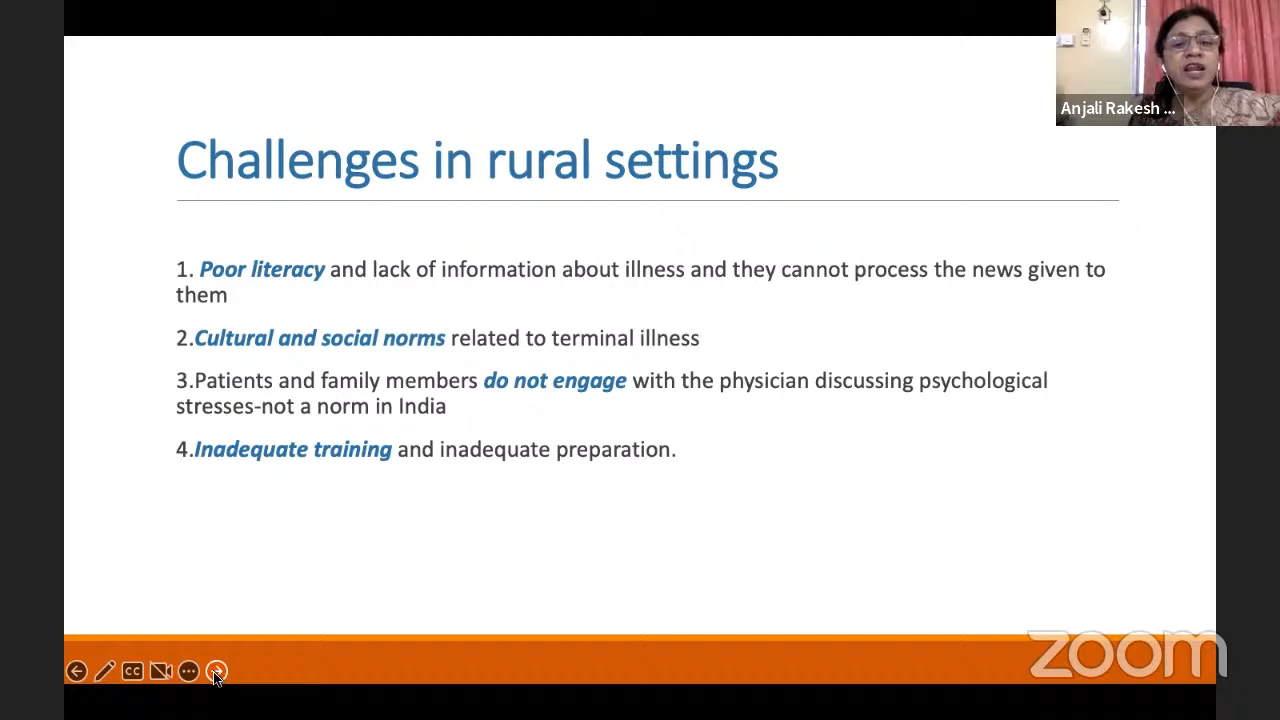 Anjali Rakesh ...
Challenges in rural settings
1. Poor literacy and lack of information about illness and they cannot process the news given to
them
2.Cultural and social norms related to terminal illness
3.Patients and family members do not engage with the physician discussing psychological
stresses-not a norm in India
4.Inadequate training and inadequate preparation.
CC
zoom